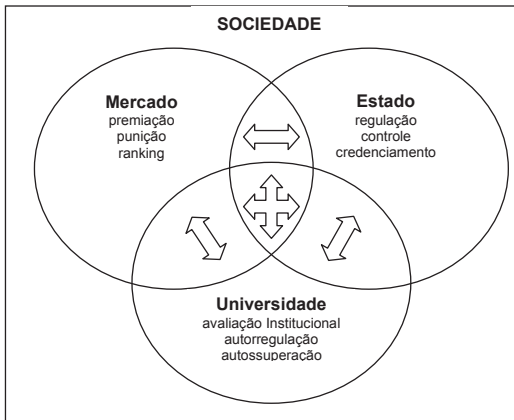 SOCIEDADE
Mercado
premiação
punição
ranking
Estado
regulação
controle
credenciamento
Universidade
avaliação Institucional
autorregulação
autossuperação